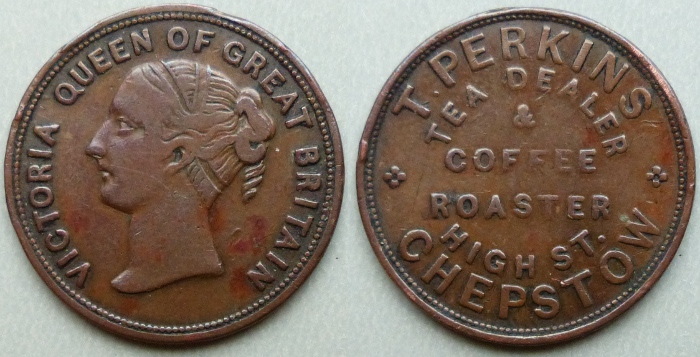 VICTORIA QUEEN OF GREAT BRITAIN
T. PERKINS
TEA DEALER
&
COFFEE
ROASTER
HIGH ST.
CHEPSTOW